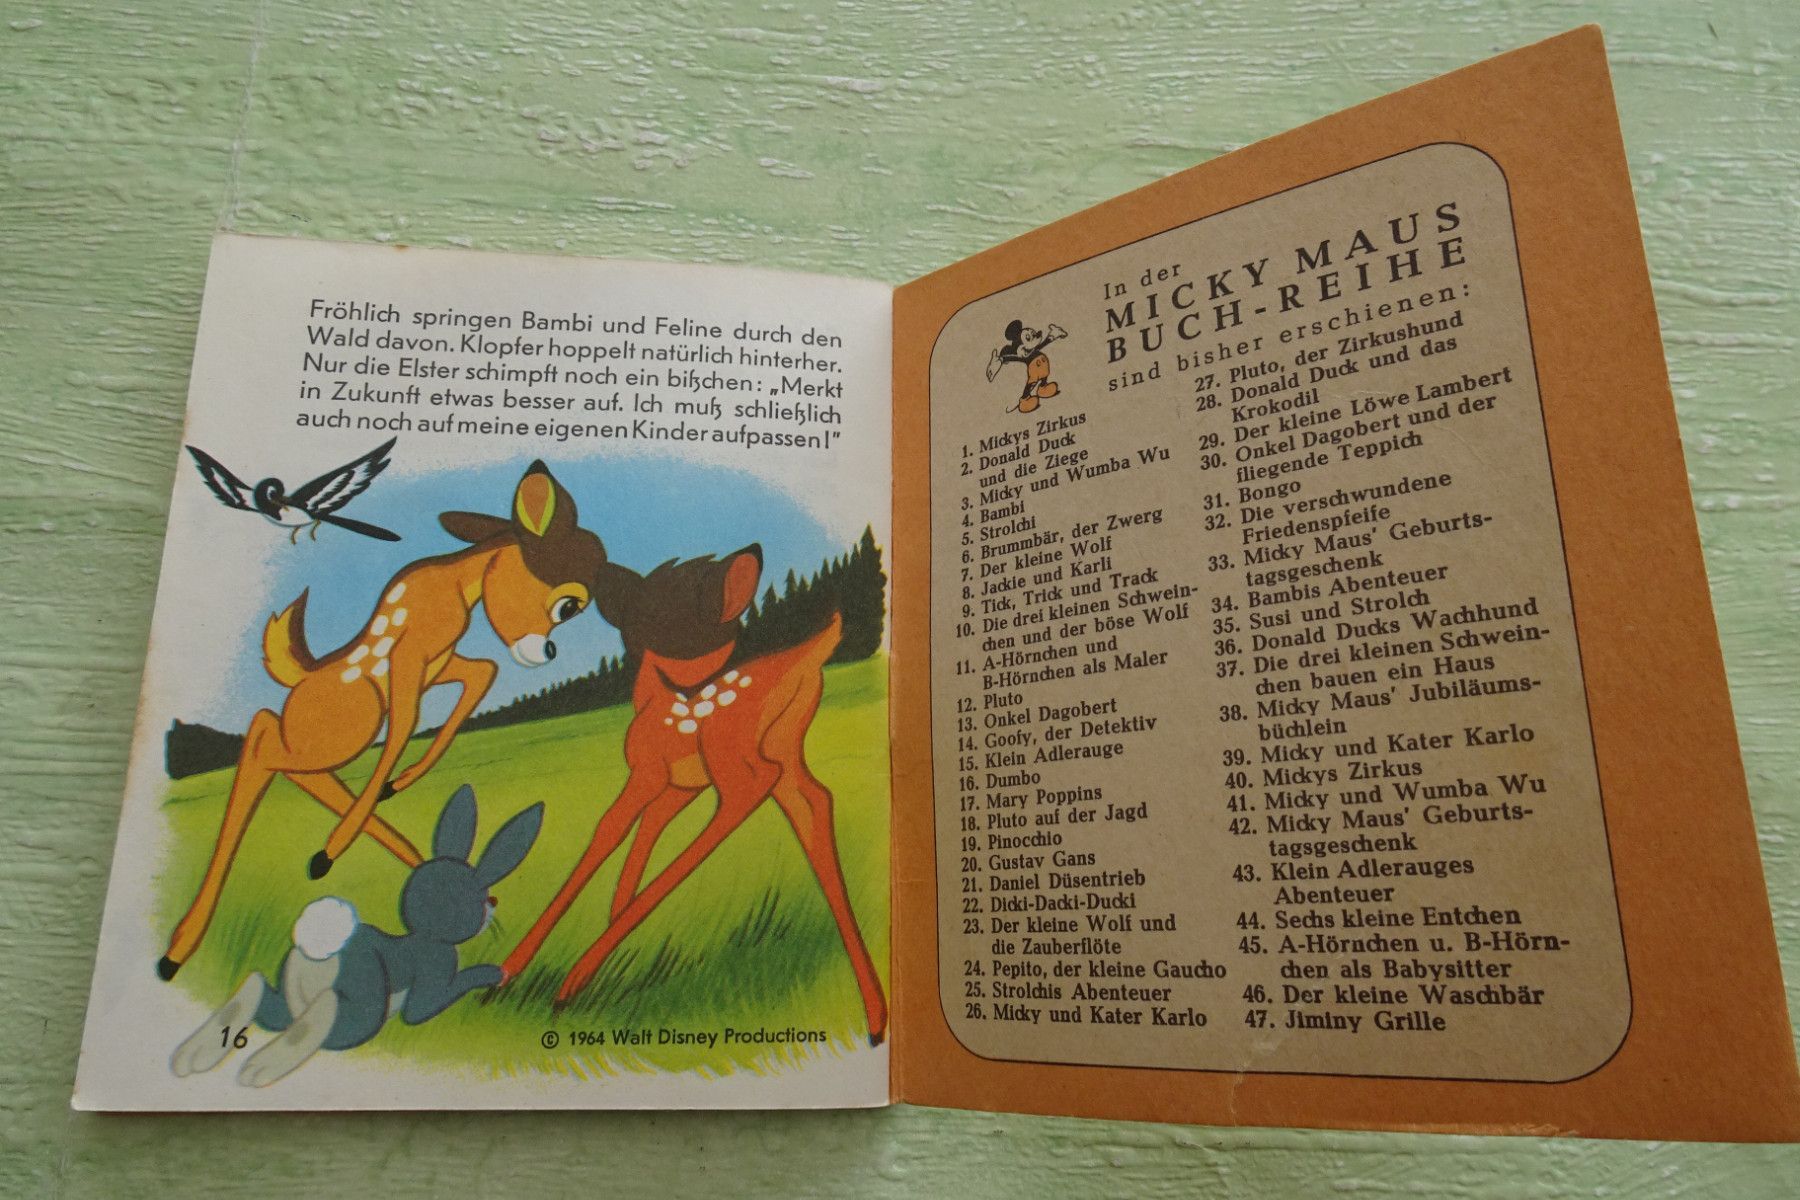 Fröhlich springen Bambi und Feline durch den
Wald davon. Klopfer hoppelt natürlich hinterher.
Nur die Elster schimpft noch ein bißchen: „Merkt
in Zukunft etwas besser auf. Ich muß schließlich
auch noch auf meine eigenen Kinder aufpassen!"
16
© 1964 Walt Disney Productions
In der
MICKY MAUS
BUCH-REIHE
sind bisher erschienen:
1. Mickys Zirkus
2. Donald Duck
und die Ziege
3. Micky und Wumba Wu
4. Bambi
5. Strolchi
6. Brummbär, der Zwerg
7. Der kleine Wolf
8. Jackie und Karli
9. Tick, Trick und Track
10. Die drei kleinen Schwein-
chen und der böse Wolf
11. A-Hörnchen und
B-Hörnchen als Maler
12. Pluto
13. Onkel Dagobert
14. Goofy, der Detektiv
15. Klein Adlerauge
16. Dumbo
17. Mary Poppins
18. Pluto auf der Jagd
19. Pinocchio
20. Gustav Gans
21. Daniel Düsentrieb
22. Dicki-Dacki-Ducki
23. Der kleine Wolf und
die Zauberflöte
24. Pepito, der kleine Gaucho
25. Strolchis Abenteuer
26. Micky und Kater Karlo
27. Pluto, der Zirkushund
28. Donald Duck und das
Krokodil
29. Der kleine Löwe Lambert
30. Onkel Dagobert und der
fliegende Teppich
31. Bongo
32. Die verschwundene
Friedenspfeife
33. Micky Maus' Geburts-
tagsgeschenk
34. Bambis Abenteuer
35. Susi und Strolch
36. Donald Ducks Wachhund
37. Die drei kleinen Schwein-
chen bauen ein Haus
38. Micky Maus' Jubiläums-
büchlein
39. Micky und Kater Karlo
40. Mickys Zirkus
41. Micky und Wumba Wu
42. Micky Maus' Geburts-
tagsgeschenk
43. Klein Adlerauges
Abenteuer
44. Sechs kleine Entchen
45. A-Hörnchen u. B-Hörn-
chen als Babysitter
46. Der kleine Waschbär
47. Jiminy Grille